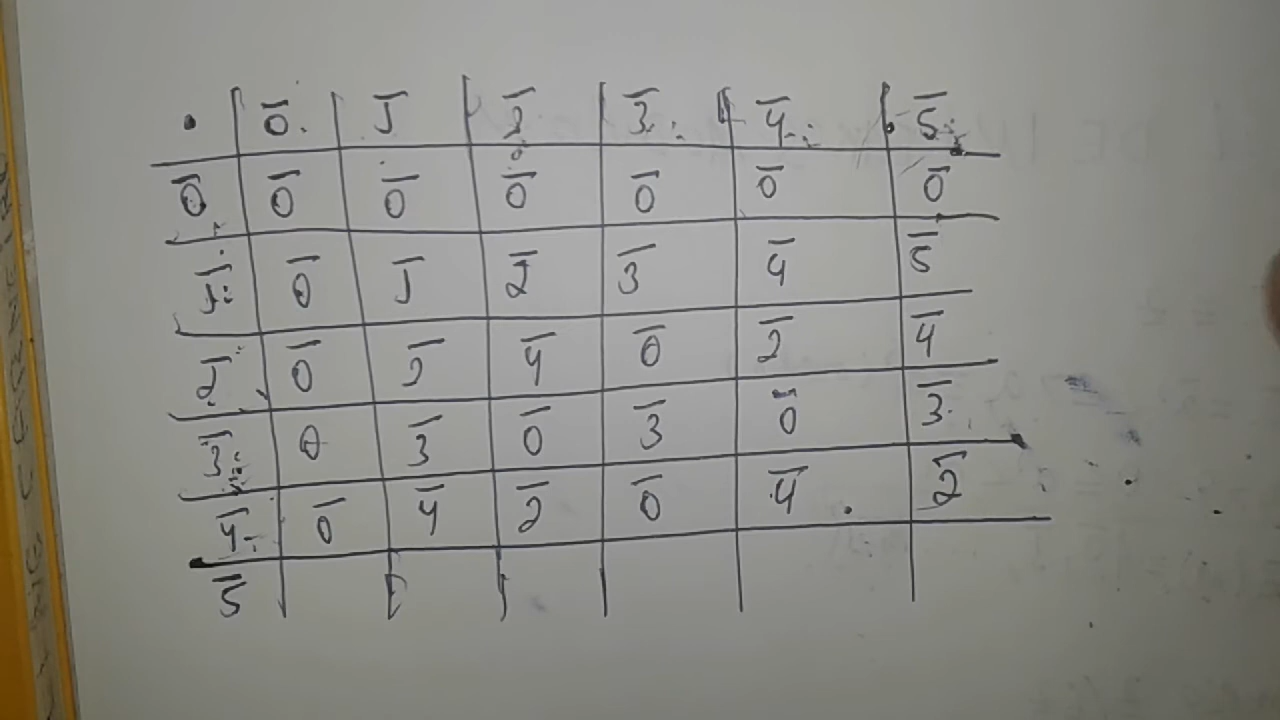 · 0̄ 1̄ 2̄ 3̄ 4̄ 5̄
0̄ 0̄ 0̄ 0̄ 0̄ 0̄ 0̄
1̄ 0̄ 1̄ 2̄ 3̄ 4̄ 5̄
2̄ 0̄ 2̄ 4̄ 0̄ 2̄ 4̄
3̄ 0̄ 3̄ 0̄ 3̄ 0̄ 3̄
4̄ 0̄ 4̄ 2̄ 0̄ 4̄ 2̄
5̄